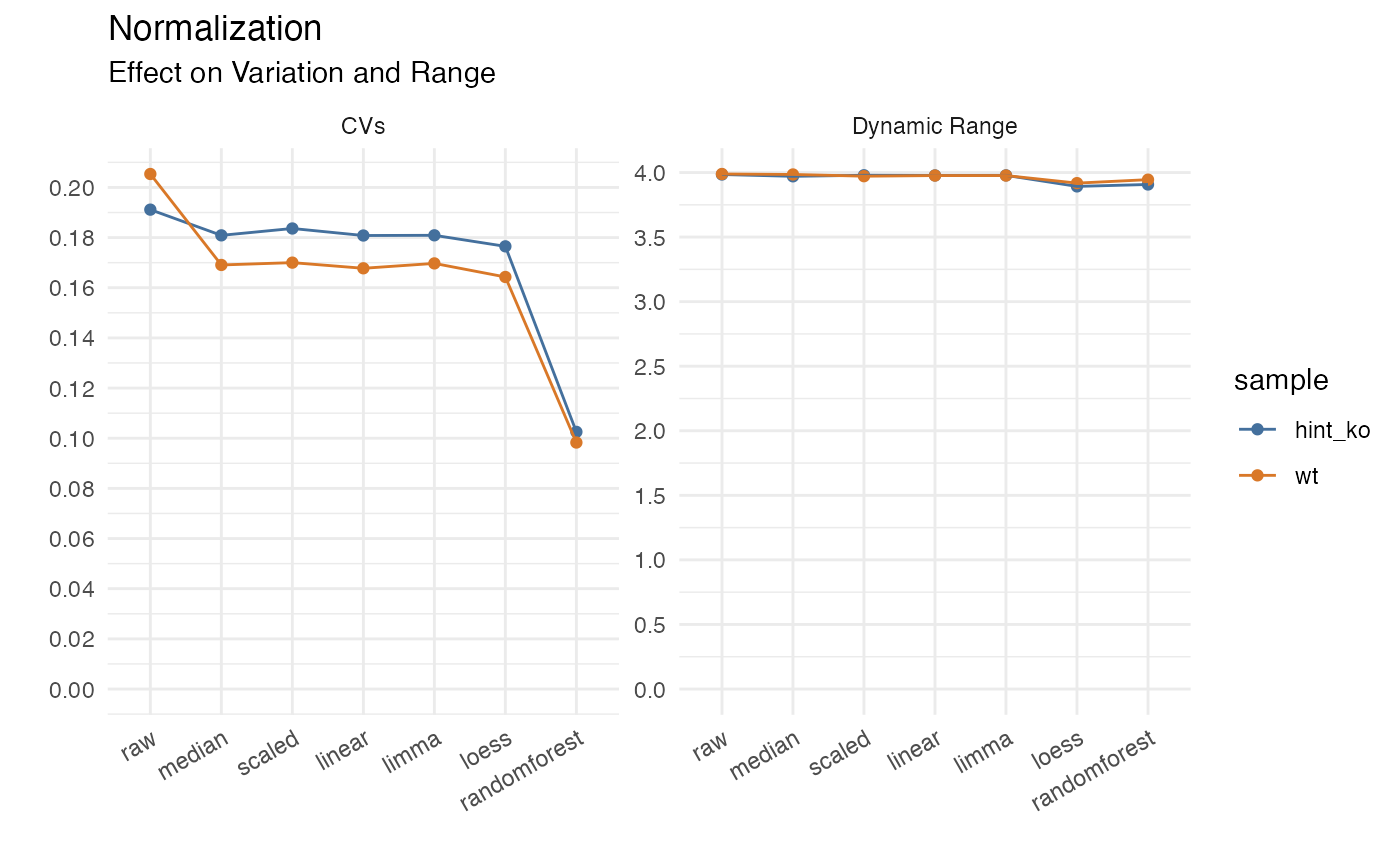 Normalization
Effect on Variation and Range
CVs
0.20
0.18
0.16
0.14
0.12
0.10
0.08
0.06
0.04
0.02
0.00
raw
median
scaled
linear
limma
loess
randomforest
Dynamic Range
4.0
3.5
3.0
2.5
2.0
1.5
1.0
0.5
0.0
raw
median
scaled
linear
limma
loess
randomforest
sample
hint_ko
wt